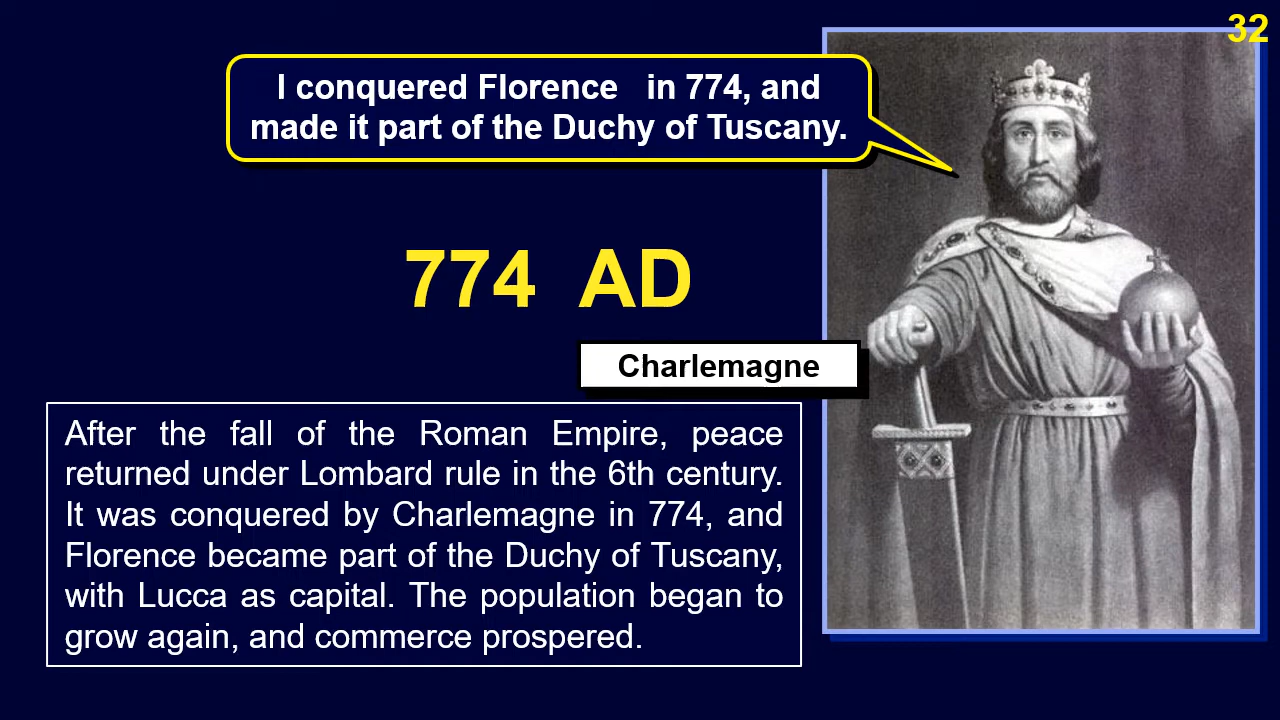 32
I conquered Florence   in 774, and
made it part of the Duchy of Tuscany.
774  AD
Charlemagne
After the fall of the Roman Empire, peace
returned under Lombard rule in the 6th century.
It was conquered by Charlemagne in 774, and
Florence became part of the Duchy of Tuscany,
with Lucca as capital. The population began to
grow again, and commerce prospered.